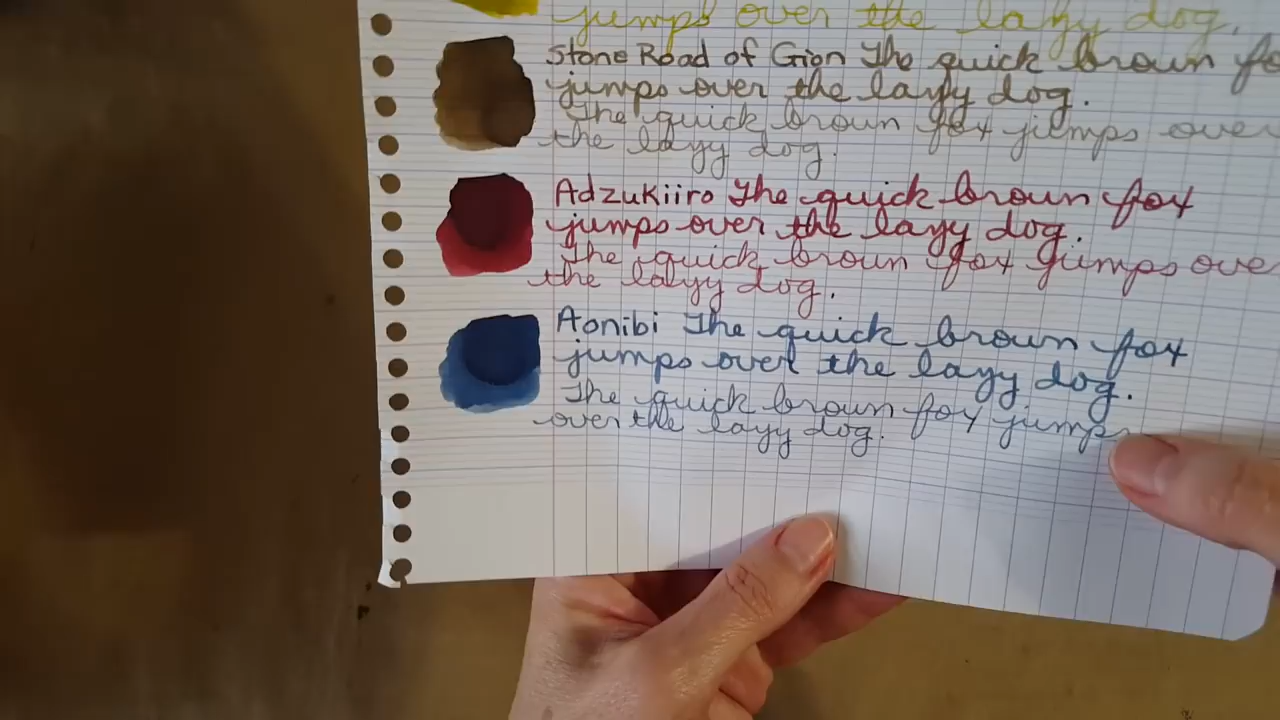 jumps over the lazy dog.
Stone Road of Gion The quick brown fo
jumps over the lazy dog.
The quick brown fox jumps over
the lazy dog.
Adzukiiro The quick brown fox
jumps over the lazy dog.
The quick brown fox jumps over
the lazy dog.
Aonibi The quick brown fox
jumps over the lazy dog.
The quick brown fox jumps
over the lazy dog.